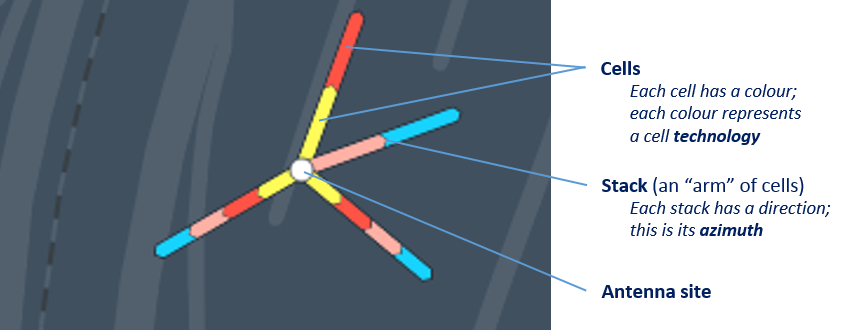 Cells
Each cell has a colour;
each colour represents
a cell technology
Stack (an “arm” of cells)
Each stack has a direction;
this is its azimuth
Antenna site